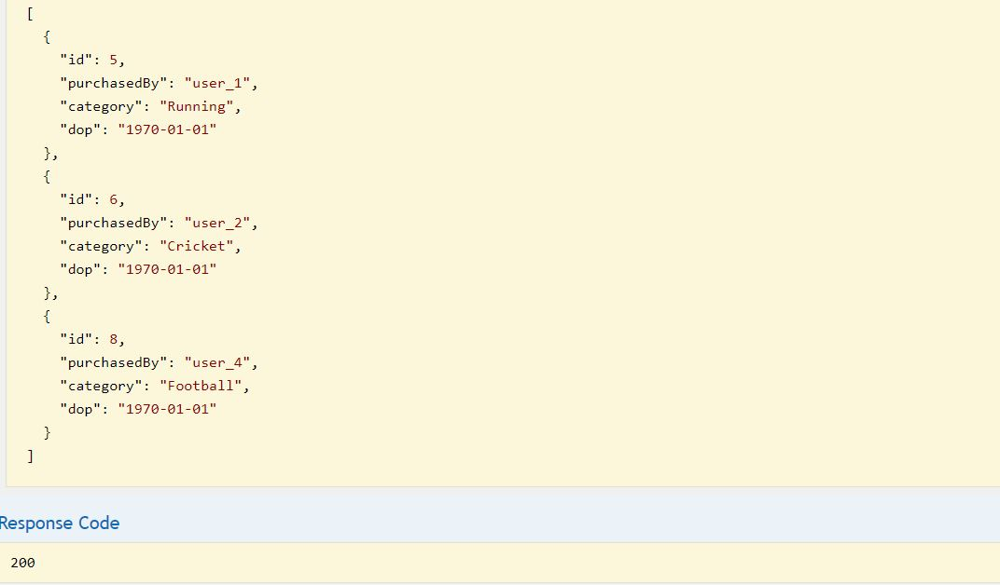 [
  {
    "id": 5,
    "purchasedBy": "user_1",
    "category": "Running",
    "dop": "1970-01-01"
  },
  {
    "id": 6,
    "purchasedBy": "user_2",
    "category": "Cricket",
    "dop": "1970-01-01"
  },
  {
    "id": 8,
    "purchasedBy": "user_4",
    "category": "Football",
    "dop": "1970-01-01"
  }
]
Response Code
200